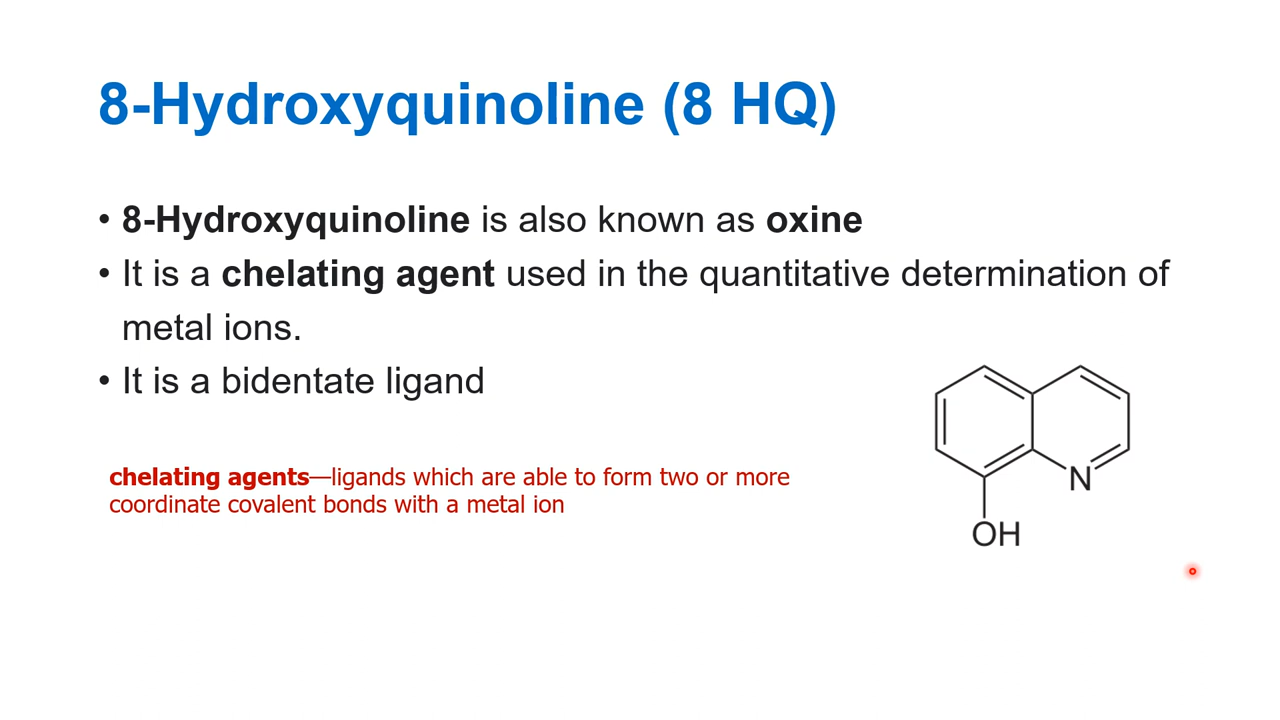 8-Hydroxyquinoline (8 HQ)
• 8-Hydroxyquinoline is also known as oxine
• It is a chelating agent used in the quantitative determination of
metal ions.
• It is a bidentate ligand
chelating agents—ligands which are able to form two or more
coordinate covalent bonds with a metal ion
N
OH